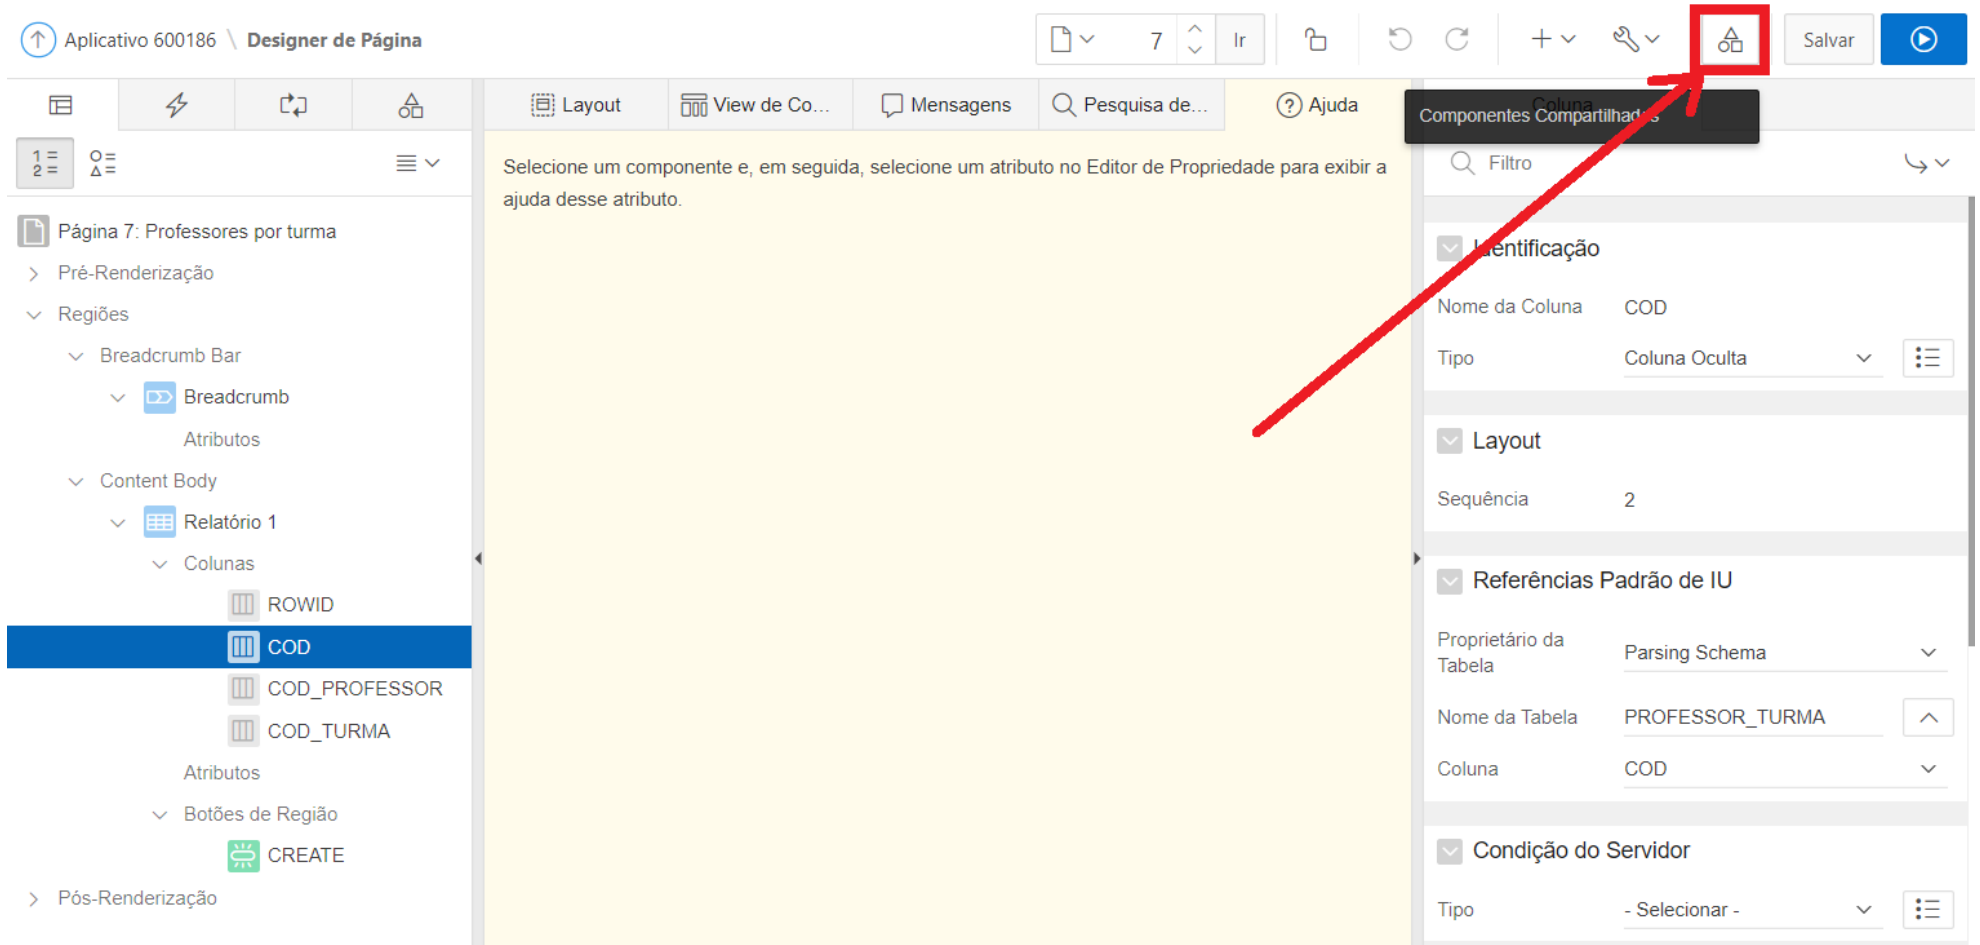 Aplicativo 600186 \ Designer de Página
7
Ir
Salvar
Layout
View de Co...
Mensagens
Pesquisa de...
Ajuda
Coluna
Componentes Compartilhados
Filtro
Selecione um componente e, em seguida, selecione um atributo no Editor de Propriedade para exibir a
ajuda desse atributo.
Página 7: Professores por turma
Pré-Renderização
Regiões
Breadcrumb Bar
Breadcrumb
Atributos
Content Body
Relatório 1
Colunas
ROWID
COD
COD_PROFESSOR
COD_TURMA
Atributos
Botões de Região
CREATE
Pós-Renderização
Identificação
Nome da Coluna COD
Tipo Coluna Oculta
Layout
Sequência 2
Referências Padrão de IU
Proprietário da
Tabela
Parsing Schema
Nome da Tabela PROFESSOR_TURMA
Coluna COD
Condição do Servidor
Tipo - Selecionar -